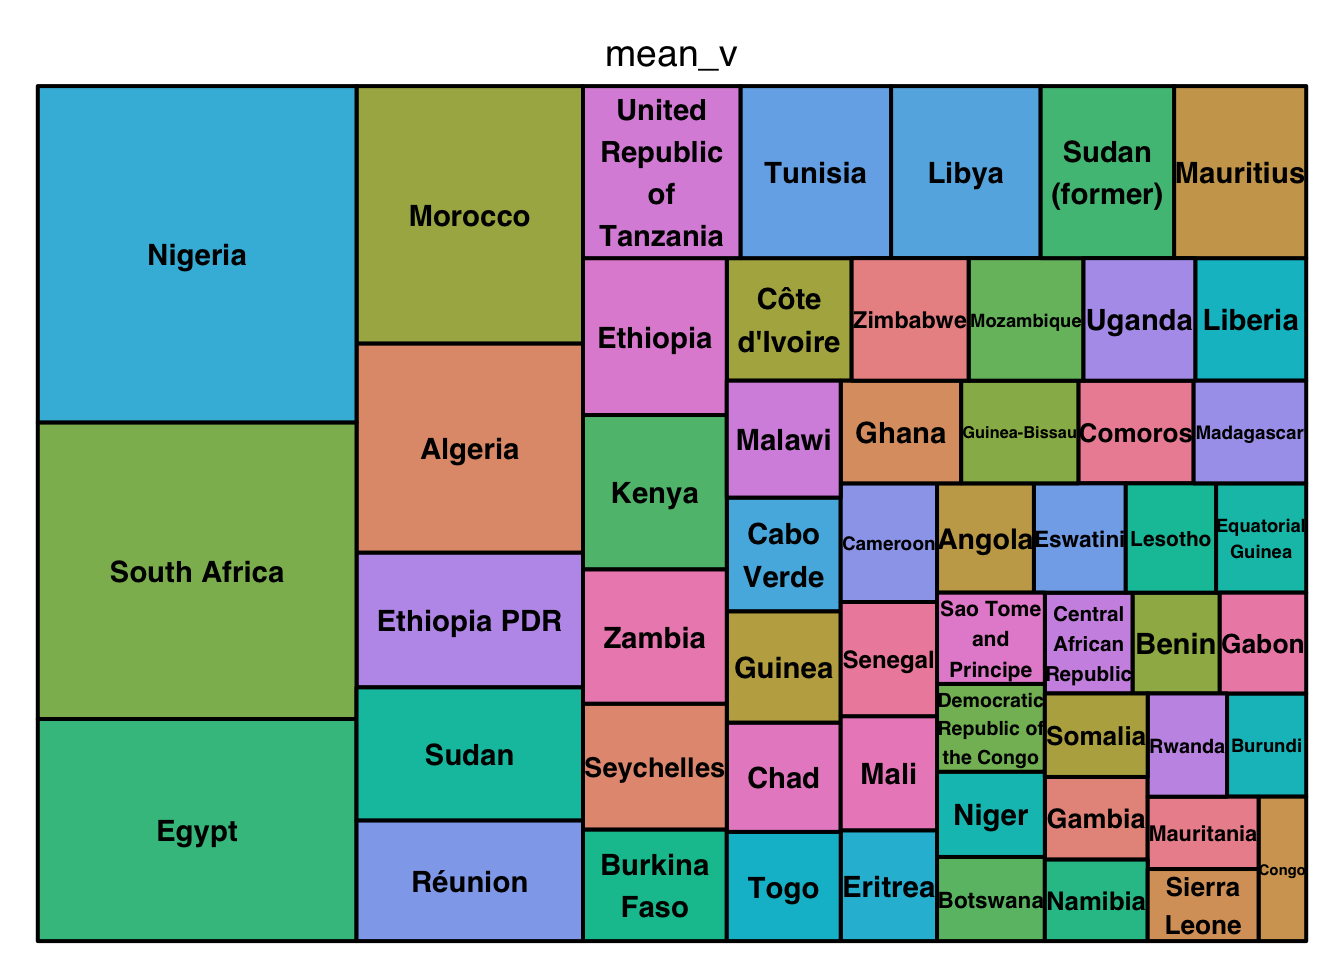 mean_v
Nigeria
South Africa
Egypt
Morocco
Algeria
Ethiopia PDR
Sudan
Réunion
United
Republic
of
Tanzania
Tunisia
Libya
Sudan
(former)
Mauritius
Ethiopia
Kenya
Zambia
Seychelles
Burkina
Faso
Côte
d'Ivoire
Zimbabwe
Mozambique
Uganda
Liberia
Malawi
Cabo
Verde
Guinea
Chad
Togo
Ghana
Guinea-Bissau
Comoros
Madagascar
Cameroon
Senegal
Mali
Eritrea
Angola
Eswatini
Lesotho
Equatorial
Guinea
Sao Tome
and
Principe
Democratic
Republic of
the Congo
Niger
Botswana
Central
African
Republic
Benin
Gabon
Somalia
Gambia
Namibia
Rwanda
Burundi
Mauritania
Sierra
Leone
Congo